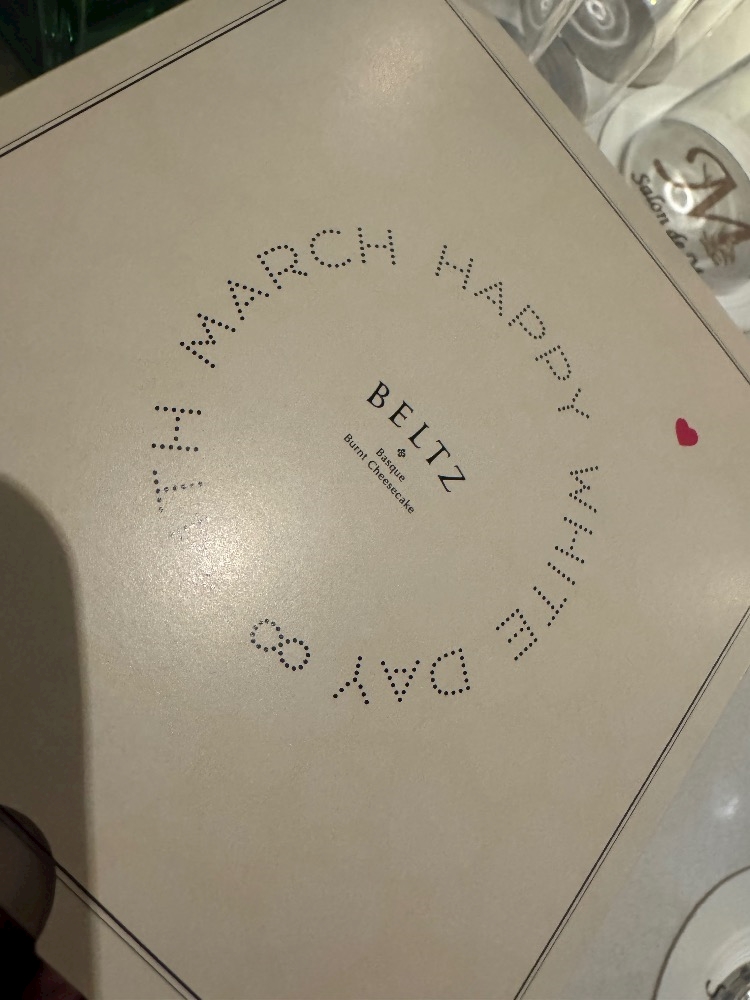 HAPPY WHITE DAY
TH MARCH
BELTZ
Basque
Burnt Cheesecake
Salon de